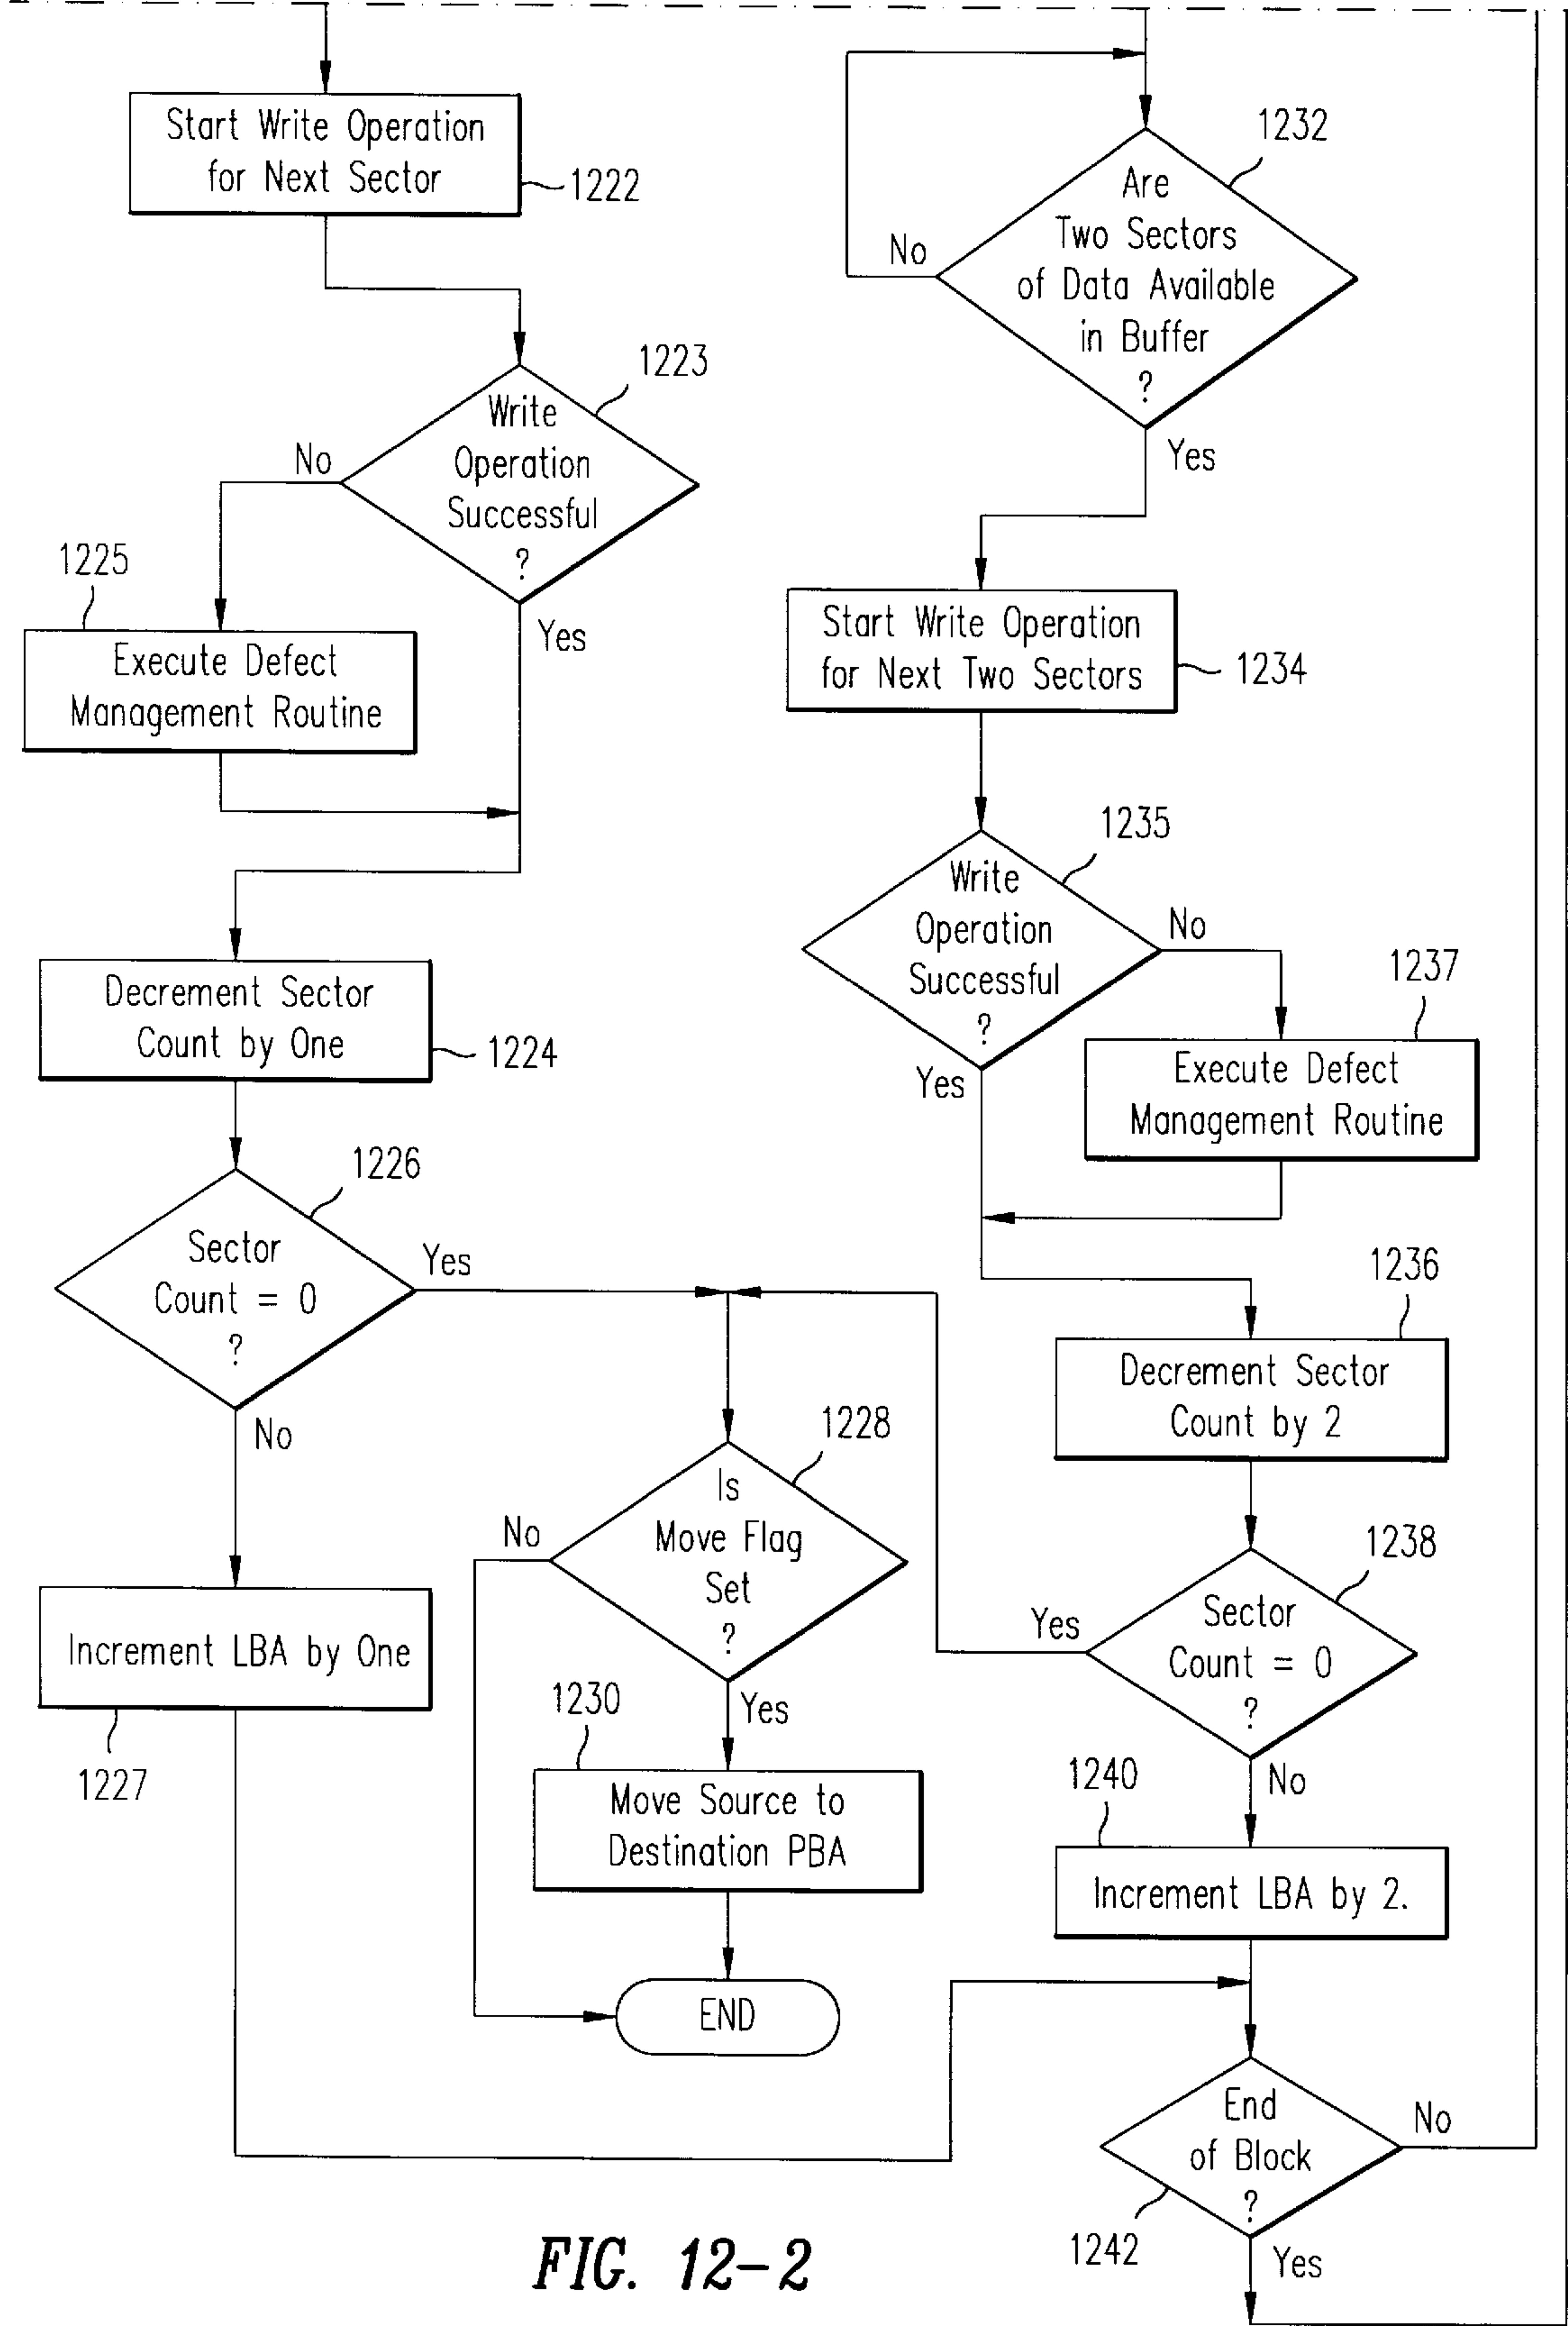 Start Write Operation
for Next Sector
1222
Write
Operation
Successful
?
1223
No
Yes
1225
Execute Defect
Management Routine
Decrement Sector
Count by One
1224
Sector
Count = 0
?
1226
Yes
No
Increment LBA by One
1227
Is
Move Flag
Set
?
1228
No
Yes
1230
Move Source to
Destination PBA
END
Are
Two Sectors
of Data Available
in Buffer
?
1232
No
Yes
Start Write Operation
for Next Two Sectors
1234
Write
Operation
Successful
?
1235
No
Yes
1237
Execute Defect
Management Routine
1236
Decrement Sector
Count by 2
Sector
Count = 0
?
1238
Yes
No
1240
Increment LBA by 2.
End
of Block
?
1242
No
Yes
FIG. 12-2